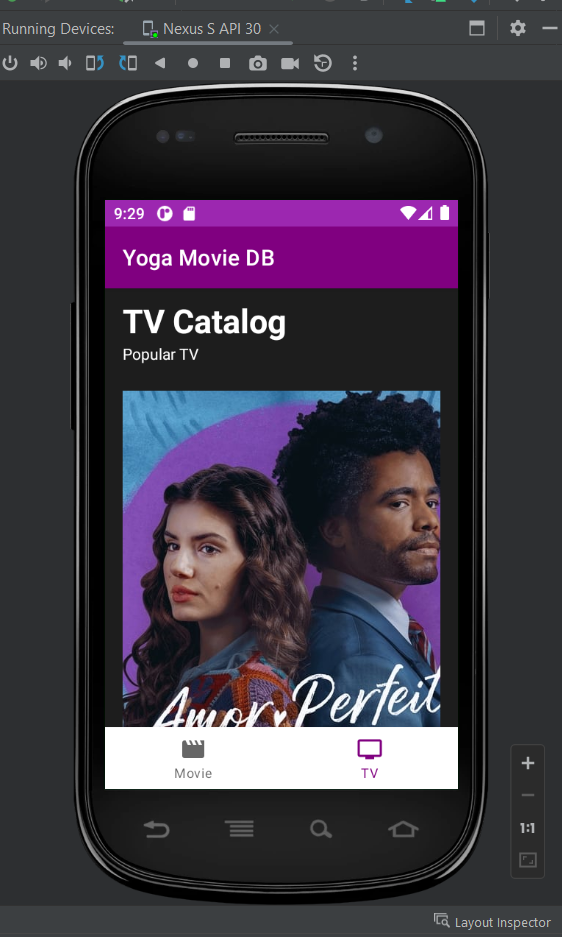 Running Devices: Nexus S API 30
9:29
Yoga Movie DB
TV Catalog
Popular TV
Amor Perfeit
Movie TV
1:1
Layout Inspector